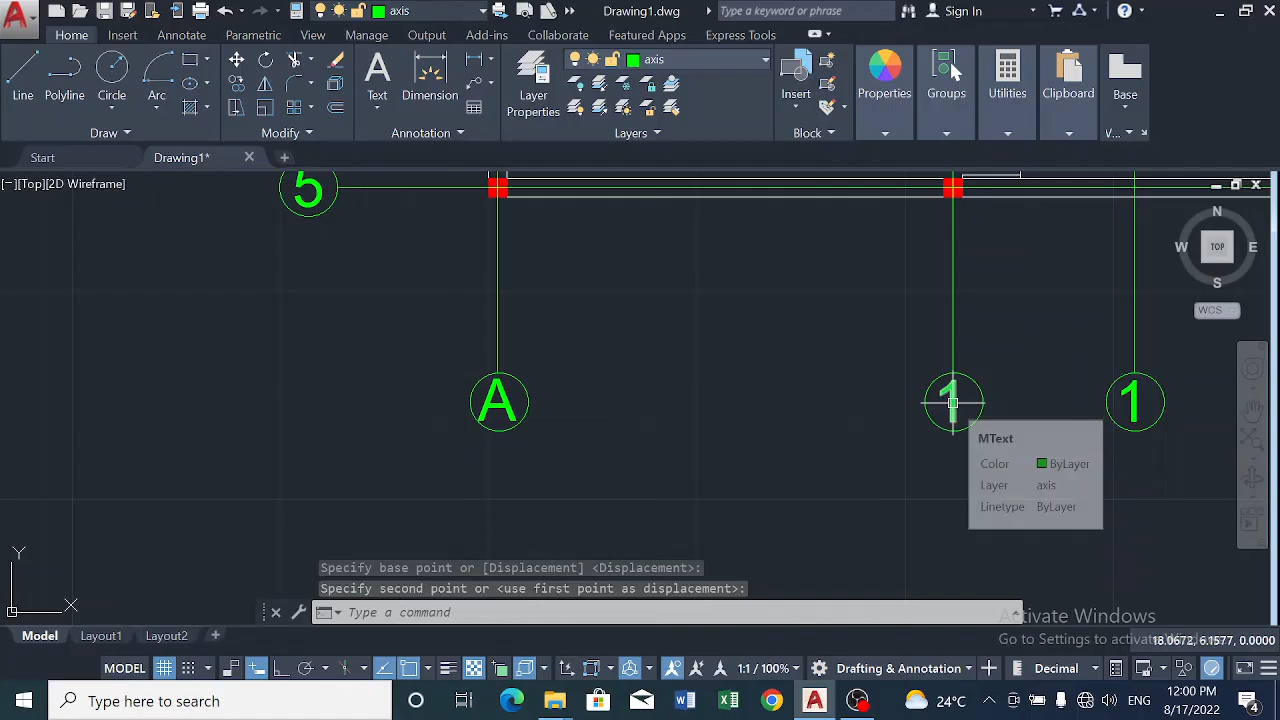 A
axis
Drawing1.dwg
Type a keyword or phrase
Sign In
?
Home
Insert
Annotate
Parametric
View
Manage
Output
Add-ins
Collaborate
Featured Apps
Express Tools
Line
Polyline
Circle
Arc
Draw
Modify
Text
Dimension
Annotation
Layer
Properties
axis
Layers
Insert
Block
Properties
Groups
Utilities
Clipboard
Base
V...
Start
Drawing1*
[−][Top][2D Wireframe]
5
A
1
1
N
W
TOP
E
S
WCS
MText
Color
ByLayer
Layer
axis
Linetype
ByLayer
Y
X
Specify base point or [Displacement] <Displacement>:
Specify second point or <use first point as displacement>:
Type a command
Activate Windows
Go to Settings to activate
18.0672, 6.1577, 0.0000
Model
Layout1
Layout2
MODEL
1:1 / 100%
Drafting & Annotation
Decimal
Type here to search
24°C
ENG
12:00 PM
8/17/2022